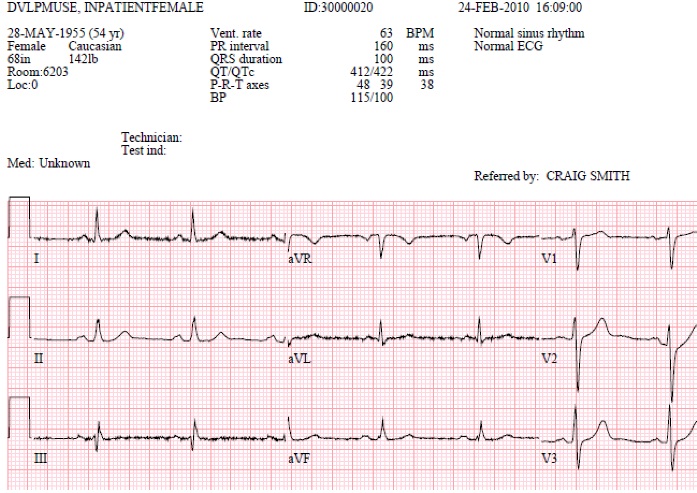 DVLPMUSE, INPATIENTFEMALE ID:30000020 24-FEB-2010 16:09:00
28-MAY-1955 (54 yr) Vent. rate 63 BPM Normal sinus rhythm
Female Caucasian PR interval 160 ms Normal ECG
68in 142lb QRS duration 100 ms
Room:6203 QT/QTc 412/422 ms
Loc:0 P-R-T axes 48 39 38
BP 115/100
Technician:
Test ind:
Med: Unknown
Referred by: CRAIG SMITH
I aVR V1
II aVL V2
III aVF V3